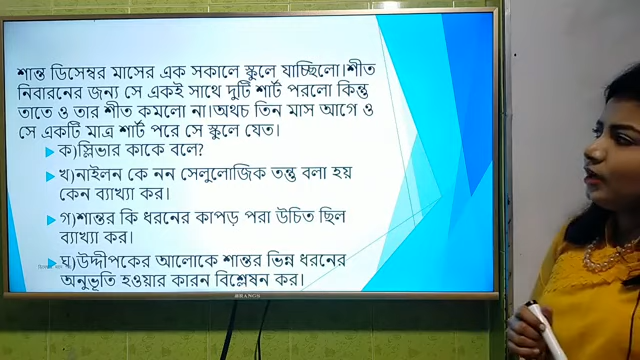 শান্ত ডিসেম্বর মাসের এক সকালে স্কুলে যাচ্ছিলো।শীত
নিবারনের জন্য সে একই সাথে দুটি শার্ট পরলো কিন্তু
তাতে ও তার শীত কমলো না।অথচ তিন মাস আগে ও
সে একটি মাত্র শার্ট পরে সে স্কুলে যেত।
ক)স্লিভার কাকে বলে?
খ)নাইলন কে নন সেলুলোজিক তন্তু বলা হয়
কেন ব্যাখ্যা কর।
গ)শান্তর কি ধরনের কাপড় পরা উচিত ছিল
ব্যাখ্যা কর।
ঘ)উদ্দীপকের আলোকে শান্তর ভিন্ন ধরনের
অনুভূতি হওয়ার কারন বিশ্লেষন কর।
BRANGS